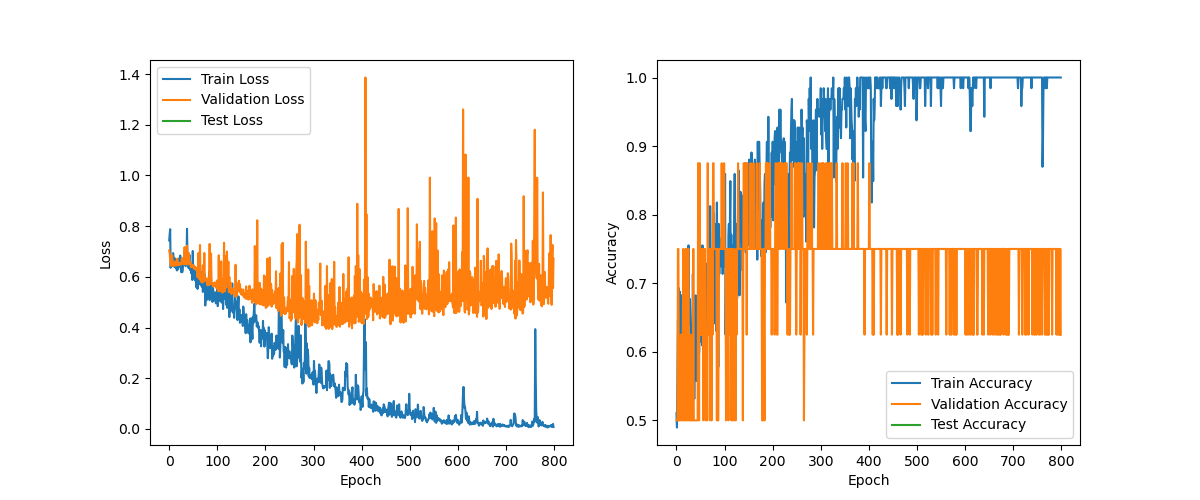 Train Loss
Validation Loss
Test Loss
1.4
1.2
1.0
0.8
0.6
0.4
0.2
0.0
Loss
0 100 200 300 400 500 600 700 800
Epoch
1.0
0.9
0.8
0.7
0.6
0.5
Accuracy
Train Accuracy
Validation Accuracy
Test Accuracy
0 100 200 300 400 500 600 700 800
Epoch